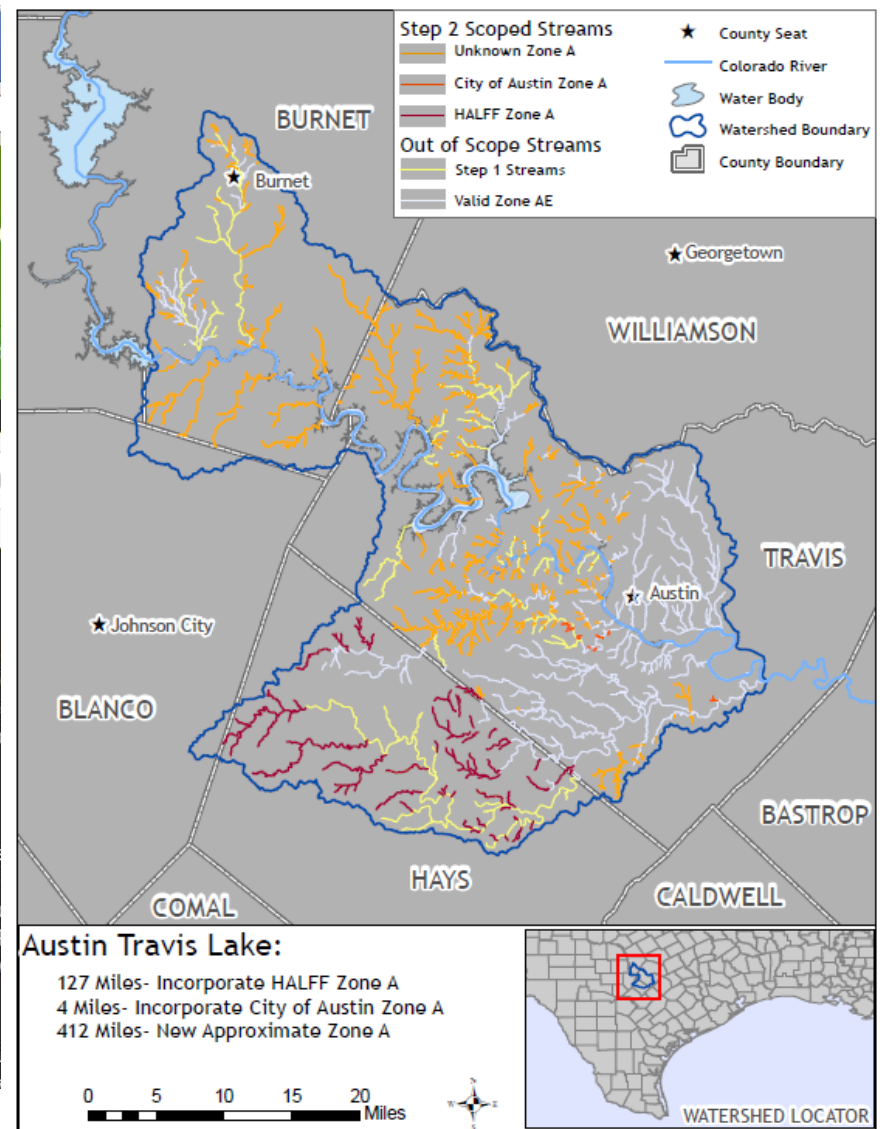 Step 2 Scoped Streams
Unknown Zone A
City of Austin Zone A
HALFF Zone A
Out of Scope Streams
Step 1 Streams
Valid Zone AE
County Seat
Colorado River
Water Body
Watershed Boundary
County Boundary
BURNET
Burnet
Georgetown
WILLIAMSON
TRAVIS
Austin
Johnson City
BLANCO
BASTROP
HAYS
CALDWELL
COMAL
Austin Travis Lake:
127 Miles- Incorporate HALFF Zone A
4 Miles- Incorporate City of Austin Zone A
412 Miles- New Approximate Zone A
0 5 10 15 20
Miles
N
W E
S
WATERSHED LOCATOR